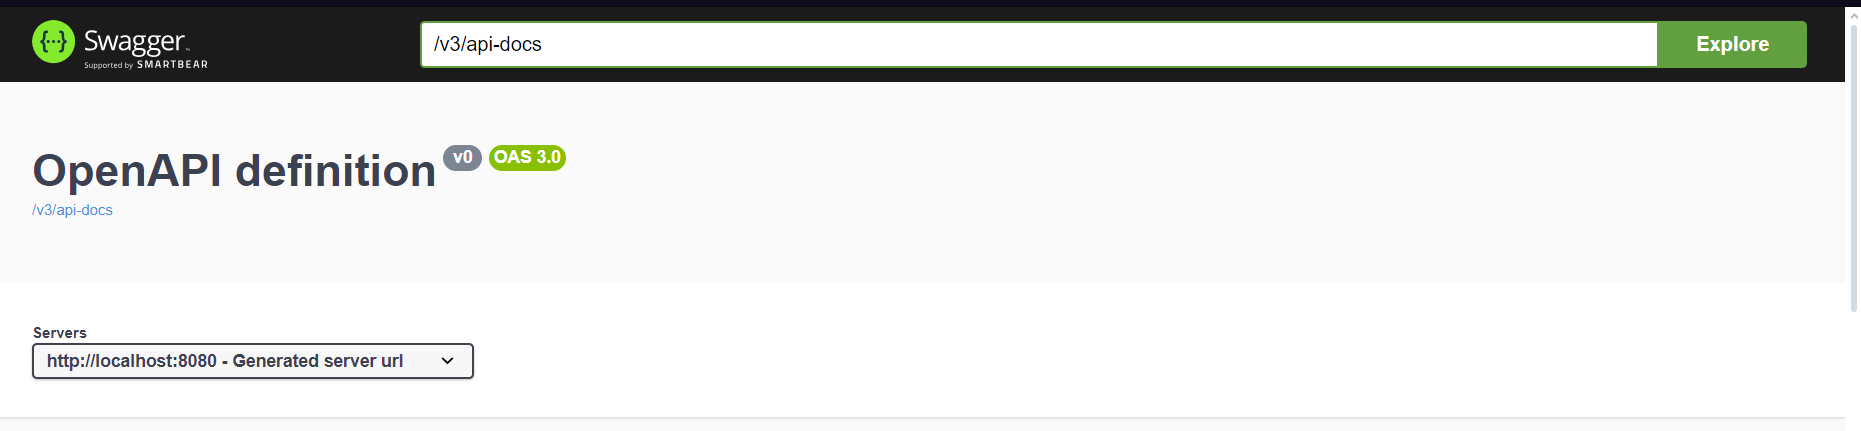 {···} Swagger™
Supported by SMARTBEAR
/v3/api-docs
Explore
OpenAPI definition v0 OAS 3.0
/v3/api-docs
Servers
http://localhost:8080 - Generated server url